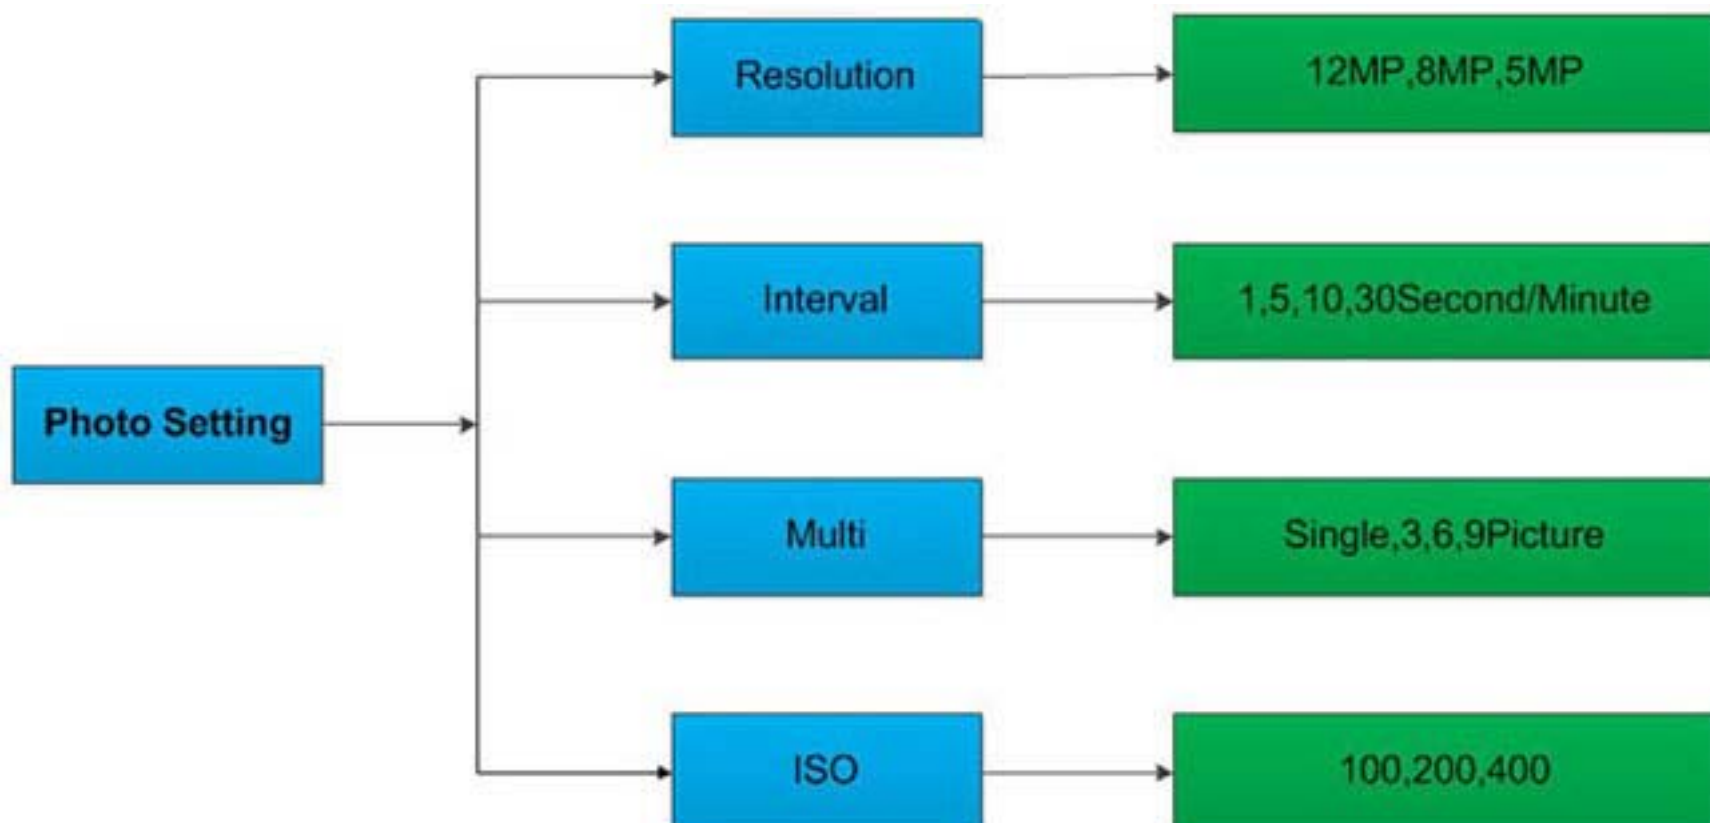 Photo Setting
Resolution
12MP,8MP,5MP
Interval
1,5,10,30Second/Minute
Multi
Single,3,6,9Picture
ISO
100,200,400